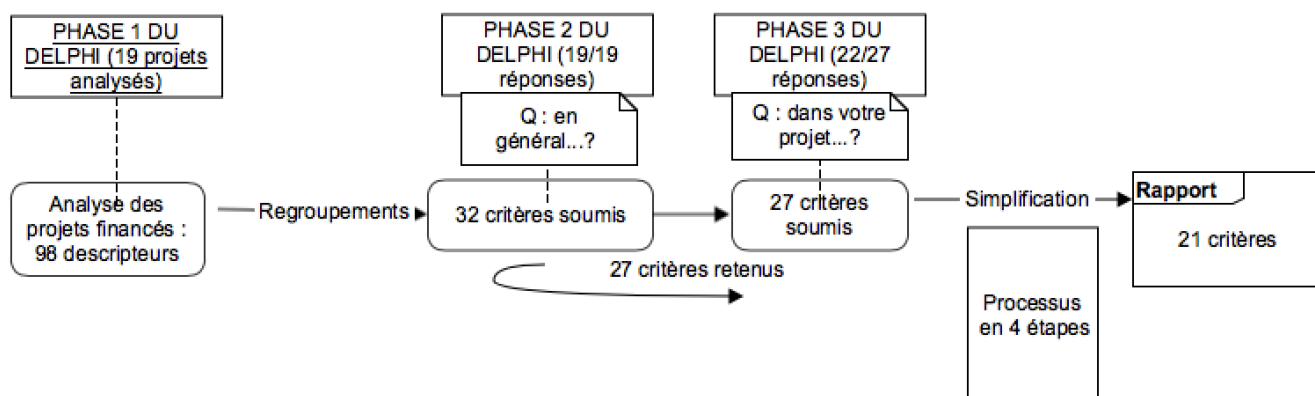 PHASE 1 DU
DELPHI (19 projets
analysés)
PHASE 2 DU
DELPHI (19/19
réponses)
PHASE 3 DU
DELPHI (22/27
réponses)
Q : en
général...?
Q : dans votre
projet...?
Analyse des
projets financés :
98 descripteurs
Regroupements
32 critères soumis
27 critères
soumis
Simplification
Rapport
21 critères
27 critères retenus
Processus
en 4 étapes